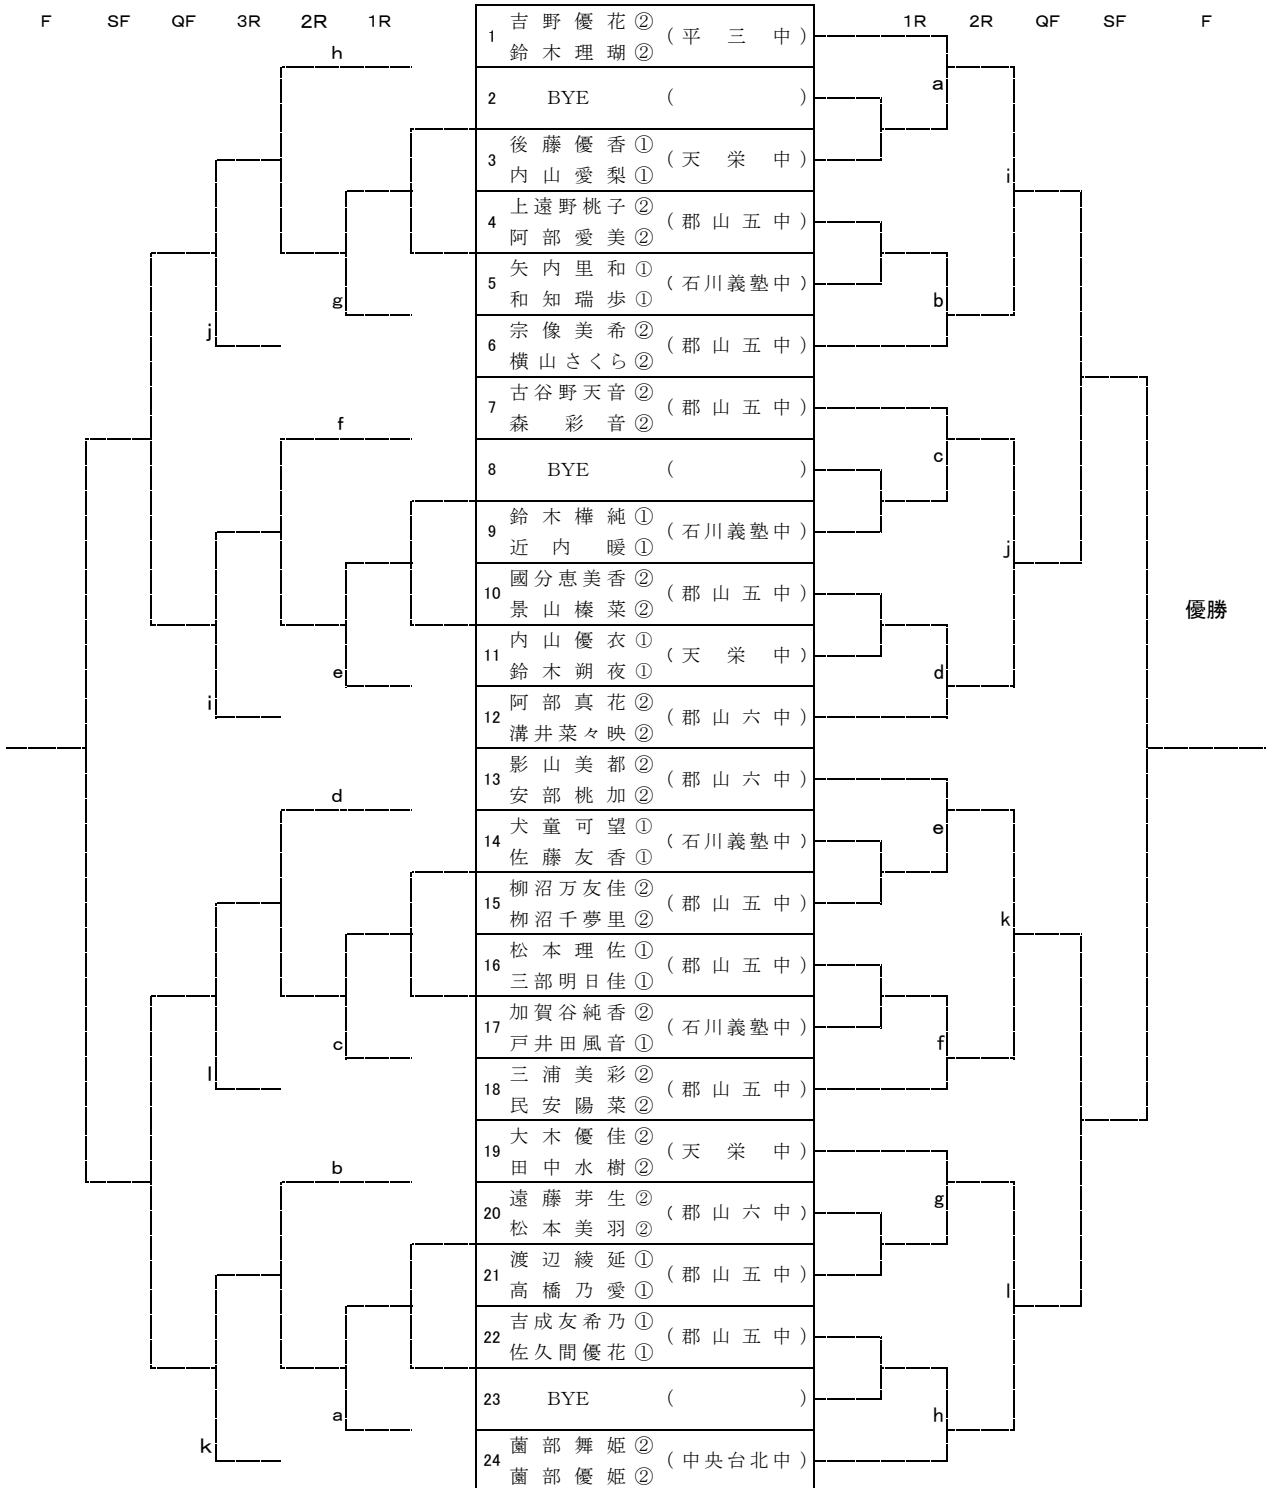 F SF QF 3R 2R 1R 1R 2R QF SF F
1 吉野優花② (平三中)
鈴木理瑚②
h
a
2 BYE ( )
3 後藤優香① (天栄中)
内山愛梨①
i
4 上遠野桃子② (郡山五中)
阿部愛美②
5 矢内里和① (石川義塾中)
和知瑞歩①
g
b
j
6 宗像美希② (郡山五中)
横山さくら②
7 古谷野天音② (郡山五中)
森彩音②
f
c
8 BYE ( )
9 鈴木樺純① (石川義塾中)
近内暖①
j
10 國分恵美香② (郡山五中)
景山榛菜②
優勝
11 内山優衣① (天栄中)
鈴木朔夜①
e
d
i
12 阿部真花② (郡山六中)
溝井菜々映②
13 影山美都② (郡山六中)
安部桃加②
d
e
14 犬童可望① (石川義塾中)
佐藤友香①
15 柳沼万友佳② (郡山五中)
栁沼千夢里②
k
16 松本理佐① (郡山五中)
三部明日佳①
17 加賀谷純香② (石川義塾中)
戸井田風音①
c
f
l
18 三浦美彩② (郡山五中)
民安陽菜②
19 大木優佳② (天栄中)
田中水樹②
b
g
20 遠藤芽生② (郡山六中)
松本美羽②
21 渡辺綾延① (郡山五中)
高橋乃愛①
l
22 吉成友希乃① (郡山五中)
佐久間優花①
23 BYE ( )
a
h
k
24 薗部舞姫② (中央台北中)
薗部優姫②